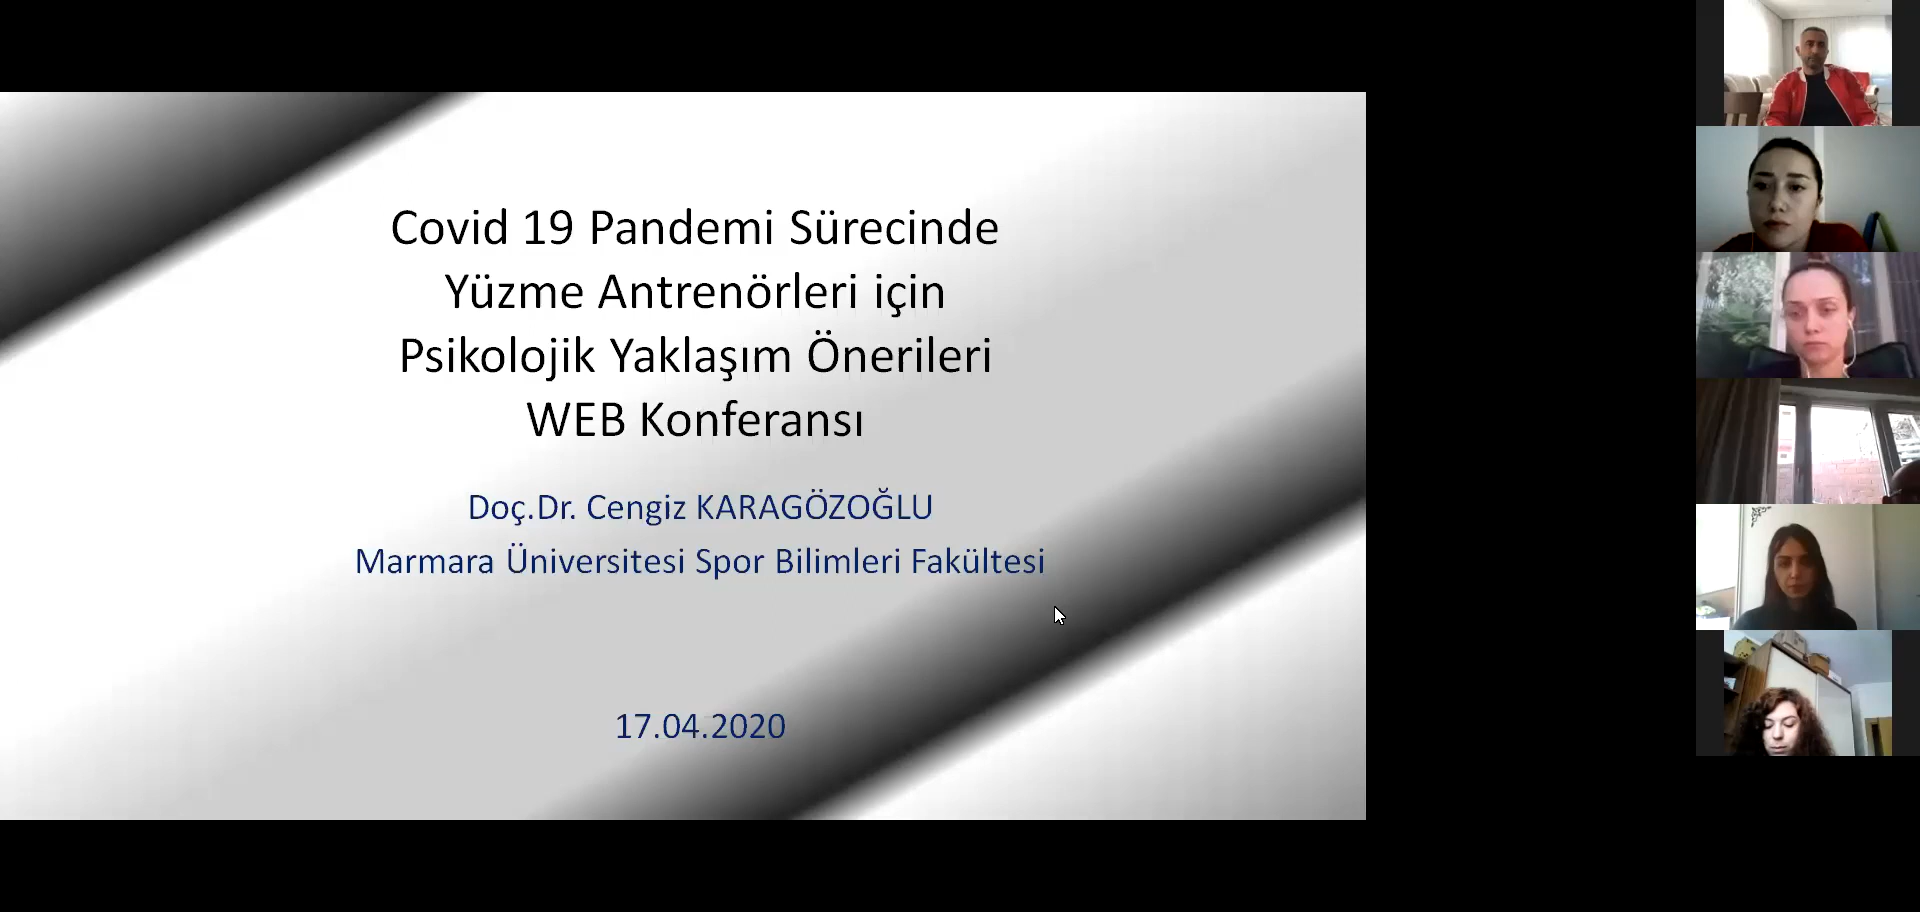 Covid 19 Pandemi Sürecinde
Yüzme Antrenörleri için
Psikolojik Yaklaşım Önerileri
WEB Konferansı
Doç.Dr. Cengiz KARAGÖZOĞLU
Marmara Üniversitesi Spor Bilimleri Fakültesi
17.04.2020